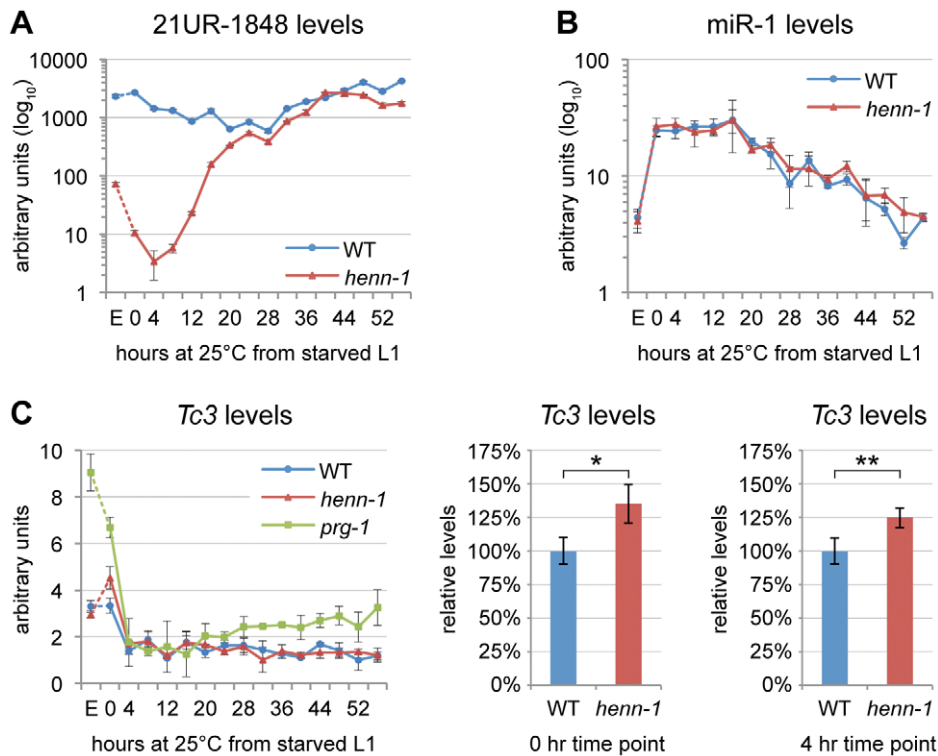 A 21UR-1848 levels
arbitrary units (log10)
10000
1000
100
10
1
WT
henn-1
E 0 4 12 20 28 36 44 52
hours at 25°C from starved L1
B miR-1 levels
arbitrary units (log10)
100
10
1
WT
henn-1
E 0 4 12 20 28 36 44 52
hours at 25°C from starved L1
C Tc3 levels
arbitrary units
10
8
6
4
2
0
WT
henn-1
prg-1
E 0 4 12 20 28 36 44 52
hours at 25°C from starved L1
Tc3 levels
relative levels
175%
150%
125%
100%
75%
50%
25%
0%
*
WT henn-1
0 hr time point
Tc3 levels
relative levels
175%
150%
125%
100%
75%
50%
25%
0%
**
WT henn-1
4 hr time point